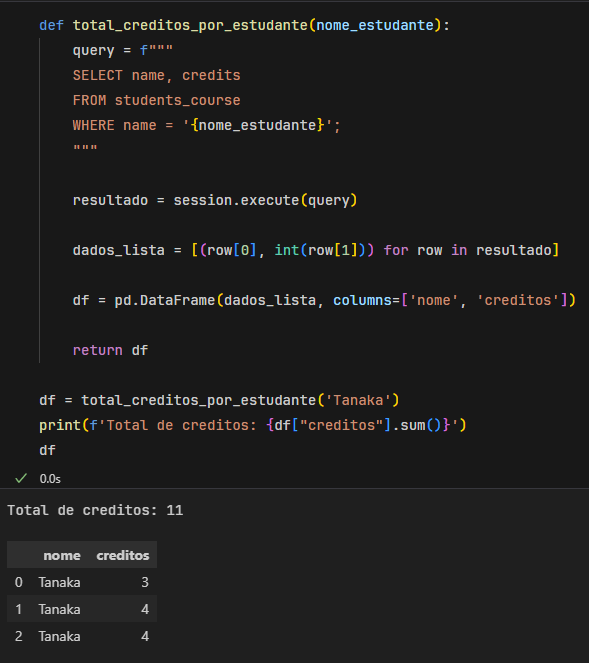 def total_creditos_por_estudante(nome_estudante):
    query = f"""
    SELECT name, credits
    FROM students_course
    WHERE name = '{nome_estudante}';
    """
    resultado = session.execute(query)
    dados_lista = [(row[0], int(row[1])) for row in resultado]
    df = pd.DataFrame(dados_lista, columns=['nome', 'creditos'])
    return df
df = total_creditos_por_estudante('Tanaka')
print(f'Total de creditos: {df["creditos"].sum()}')
df
0.0s
Total de creditos: 11
nome creditos
0 Tanaka 3
1 Tanaka 4
2 Tanaka 4